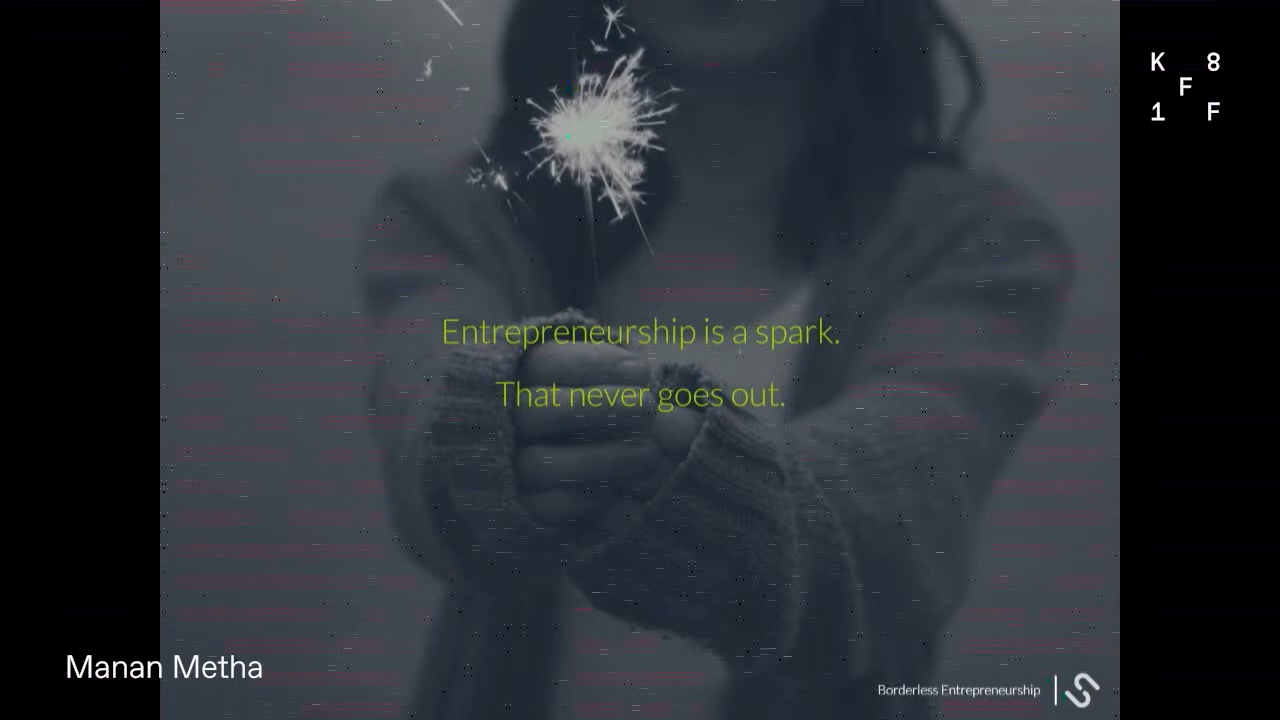 K 8
F
1 F
Entrepreneurship is a spark.
That never goes out.
Manan Metha
Borderless Entrepreneurship